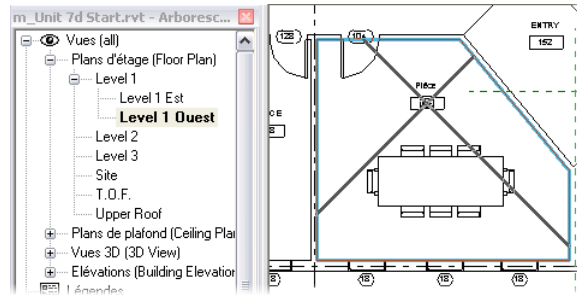 m_Unit 7d Start.rvt - Arboresc...
Vues (all)
Plans d'étage (Floor Plan)
Level 1
Level 1 Est
Level 1 Ouest
Level 2
Level 3
Site
T.O.F.
Upper Roof
Plans de plafond (Ceiling Plan
Vues 3D (3D View)
Elévations (Building Elevation
Légendes
128
ENTRY
152
Pièce
CE
8
18
18
18